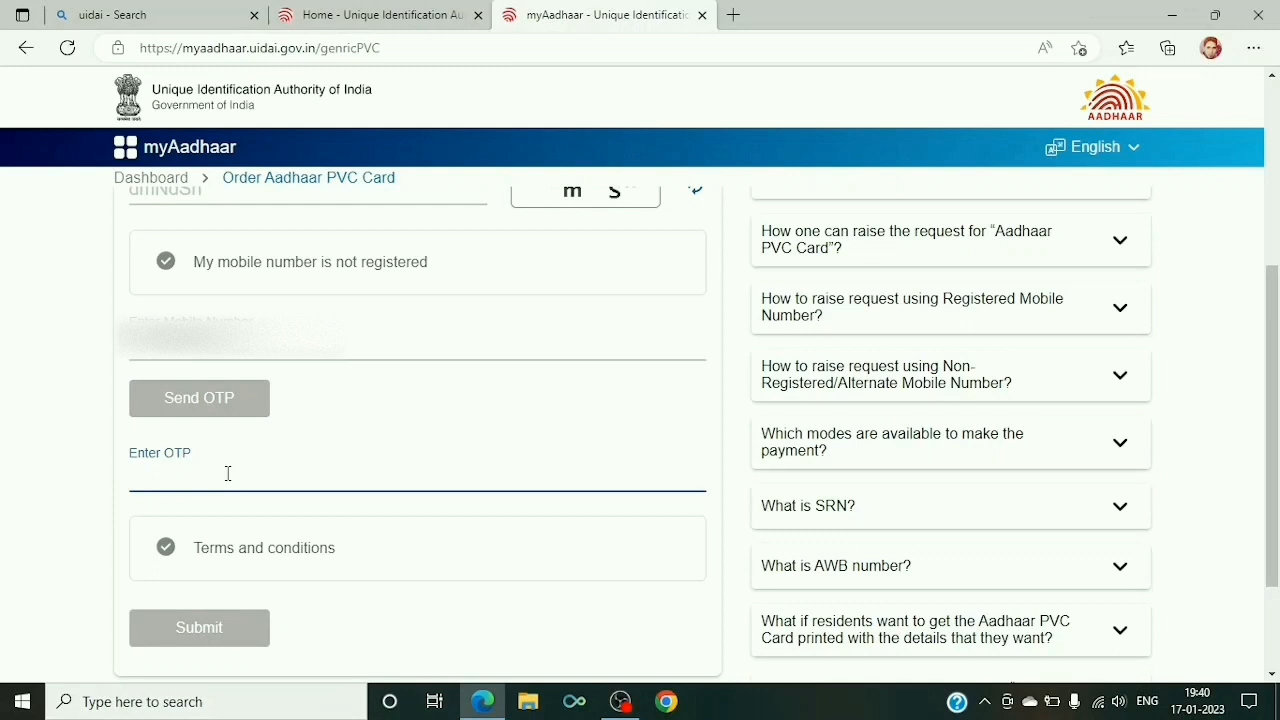 uidai - Search
Home - Unique Identification Au
myAadhaar - Unique Identificatic
https://myaadhaar.uidai.gov.in/genricPVC
Unique Identification Authority of India
Government of India
AADHAAR
myAadhaar
English
Dashboard > Order Aadhaar PVC Card
m S
My mobile number is not registered
Enter Mobile Number
Send OTP
Enter OTP
Terms and conditions
Submit
How one can raise the request for “Aadhaar
PVC Card”?
How to raise request using Registered Mobile
Number?
How to raise request using Non-
Registered/Alternate Mobile Number?
Which modes are available to make the
payment?
What is SRN?
What is AWB number?
What if residents want to get the Aadhaar PVC
Card printed with the details that they want?
Type here to search
ENG
19:40
17-01-2023